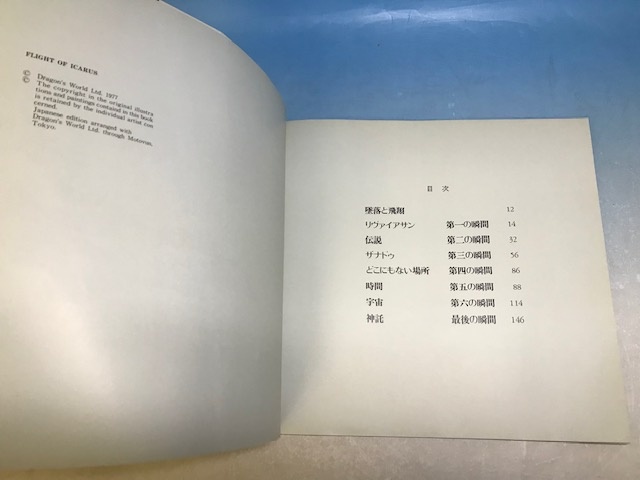 FLIGHT OF ICARUS
© Dragon's World Ltd. 1977
© The copyright in the original illustra
tions and paintings contained in this book
is retained by the individual artist con
cerned.
Japanese edition arranged with
Dragon's World Ltd. through Motovun,
Tokyo.
目 次
墜落と飛翔 12
リヴァイアサン 第一の瞬間 14
伝説 第二の瞬間 32
ザナドゥ 第三の瞬間 56
どこにもない場所 第四の瞬間 86
時間 第五の瞬間 88
宇宙 第六の瞬間 114
神託 最後の瞬間 146